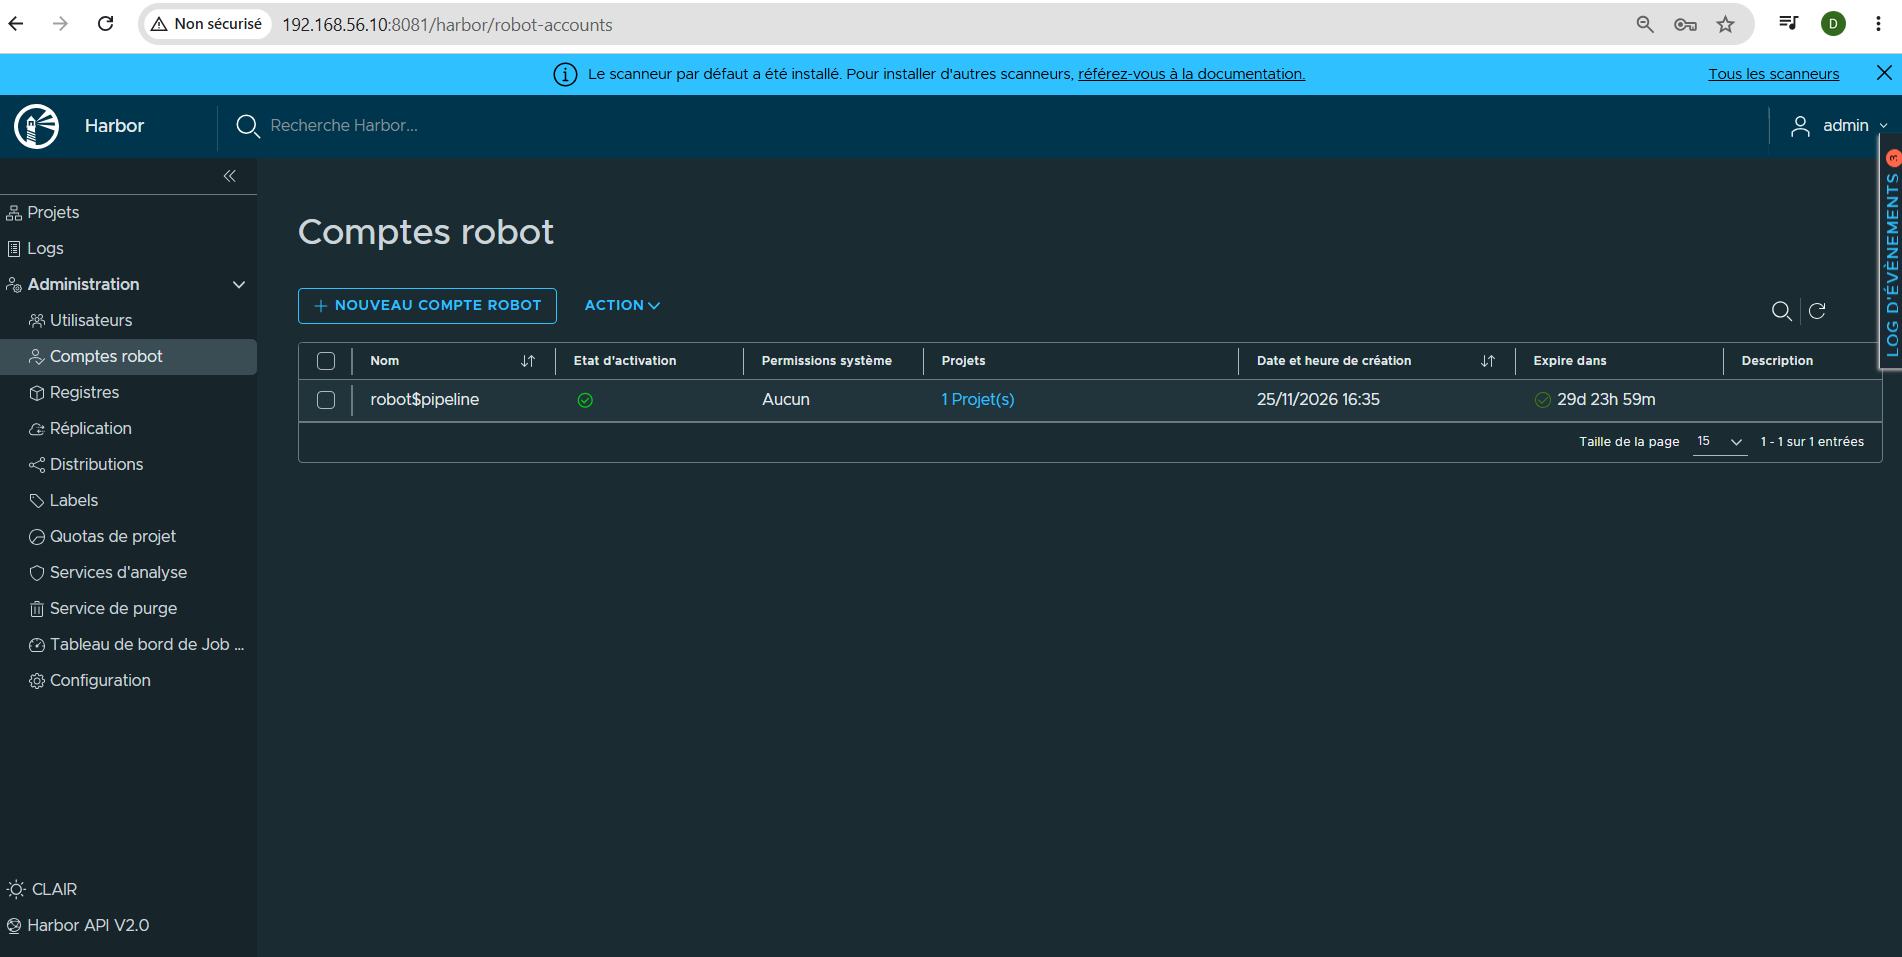 Non sécurisé
192.168.56.10:8081/harbor/robot-accounts
D
Le scanneur par défaut a été installé. Pour installer d'autres scanneurs, référez-vous à la documentation.
Tous les scanneurs
Harbor
Recherche Harbor...
admin
Projets
Logs
Administration
Utilisateurs
Comptes robot
Registres
Réplication
Distributions
Labels
Quotas de projet
Services d'analyse
Service de purge
Tableau de bord de Job ...
Configuration
CLAIR
Harbor API V2.0
Comptes robot
NOUVEAU COMPTE ROBOT
ACTION
Nom Etat d'activation Permissions système Projets Date et heure de création Expire dans Description
robot$pipeline Aucun 1 Projet(s) 25/11/2026 16:35 29d 23h 59m
Taille de la page 15 1 - 1 sur 1 entrées
LOG D'ÉVÈNEMENTS 3